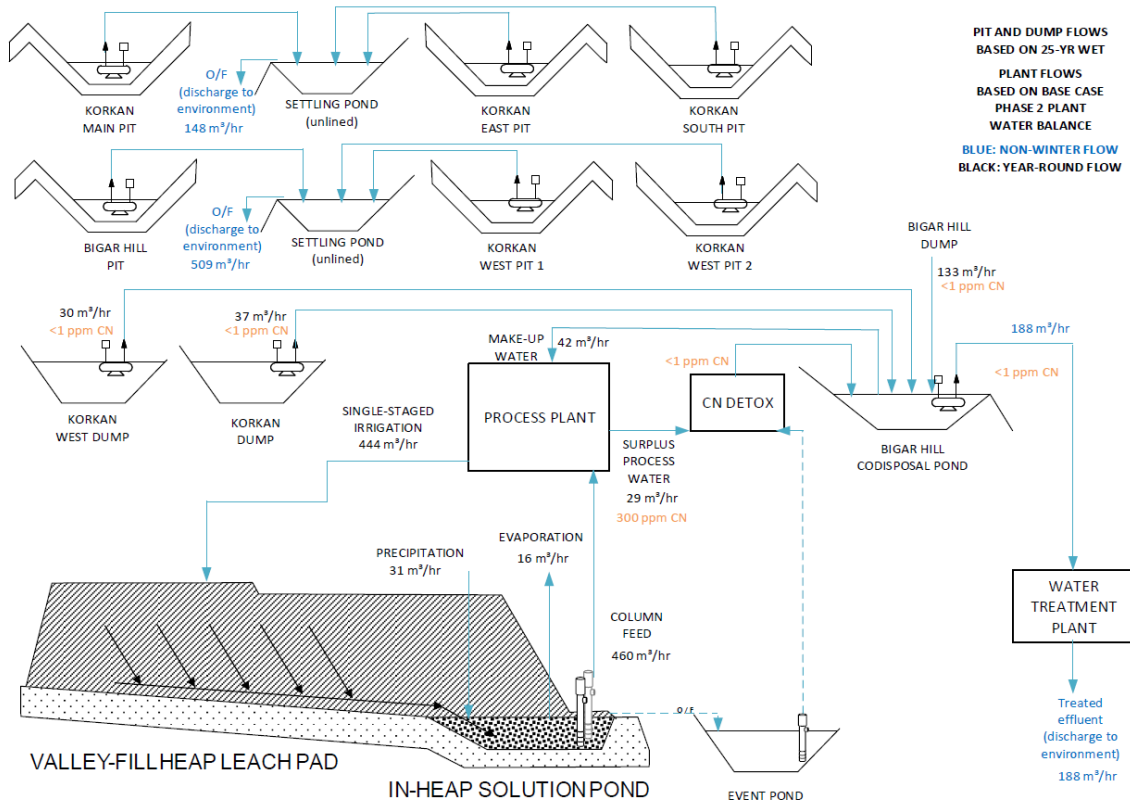 PIT AND DUMP FLOWS
BASED ON 25-YR WET
PLANT FLOWS
BASED ON BASE CASE
PHASE 2 PLANT
WATER BALANCE
BLUE: NON-WINTER FLOW
BLACK: YEAR-ROUND FLOW
KORKAN
MAIN PIT
O/F
(discharge to
environment)
148 m³/hr
SETTLING POND
(unlined)
KORKAN
EAST PIT
KORKAN
SOUTH PIT
BIGAR HILL
PIT
O/F
(discharge to
environment)
509 m³/hr
SETTLING POND
(unlined)
KORKAN
WEST PIT 1
KORKAN
WEST PIT 2
BIGAR HILL
DUMP
133 m³/hr
<1 ppm CN
30 m³/hr
<1 ppm CN
KORKAN
WEST DUMP
37 m³/hr
<1 ppm CN
KORKAN
DUMP
MAKE-UP
WATER
42 m³/hr
PROCESS PLANT
<1 ppm CN
CN DETOX
188 m³/hr
<1 ppm CN
BIGAR HILL
CODISPOSAL POND
SINGLE-STAGED
IRRIGATION
444 m³/hr
SURPLUS
PROCESS
WATER
29 m³/hr
300 ppm CN
PRECIPITATION
31 m³/hr
EVAPORATION
16 m³/hr
COLUMN
FEED
460 m³/hr
WATER
TREATMENT
PLANT
O/F
Treated
effluent
(discharge to
environment)
188 m³/hr
VALLEY-FILL HEAP LEACH PAD
IN-HEAP SOLUTION POND
EVENT POND